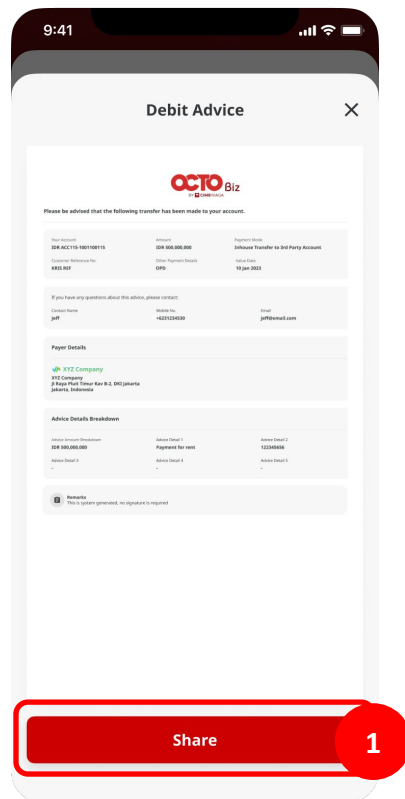 9:41
Debit Advice
OCTO Biz
BY CIMB NIAGA
Please be advised that the following transfer has been made to your account.
Your Account Amount Payment Mode
IDR ACC115-1001100115 IDR 500,000,000 Inhouse Transfer to 3rd Party Account
Customer Reference No. Other Payment Details Value Date
KRIS REF OPD 10 Jan 2023
If you have any questions about this advice, please contact:
Contact Name Mobile No. Email
jeff +6231234530 jeff@email.com
Payer Details
XYZ Company
XYZ Company
Jl Raya Pluit Timur Kav B-2, DKI Jakarta
Jakarta, Indonesia
Advice Details Breakdown
Advice Amount Breakdown Advice Detail 1 Advice Detail 2
IDR 500,000,000 Payment for rent 122345656
Advice Detail 3 Advice Detail 4 Advice Detail 5
- - -
Remarks
This is system generated, no signature is required
Share
1